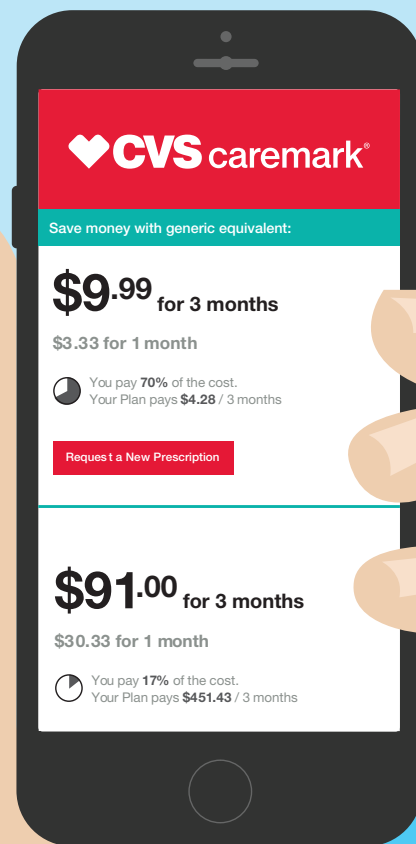 CVS caremark®
Save money with generic equivalent:
$9.99 for 3 months
$3.33 for 1 month
You pay 70% of the cost.
Your Plan pays $4.28 / 3 months
Request a New Prescription
$91.00 for 3 months
$30.33 for 1 month
You pay 17% of the cost.
Your Plan pays $451.43 / 3 months